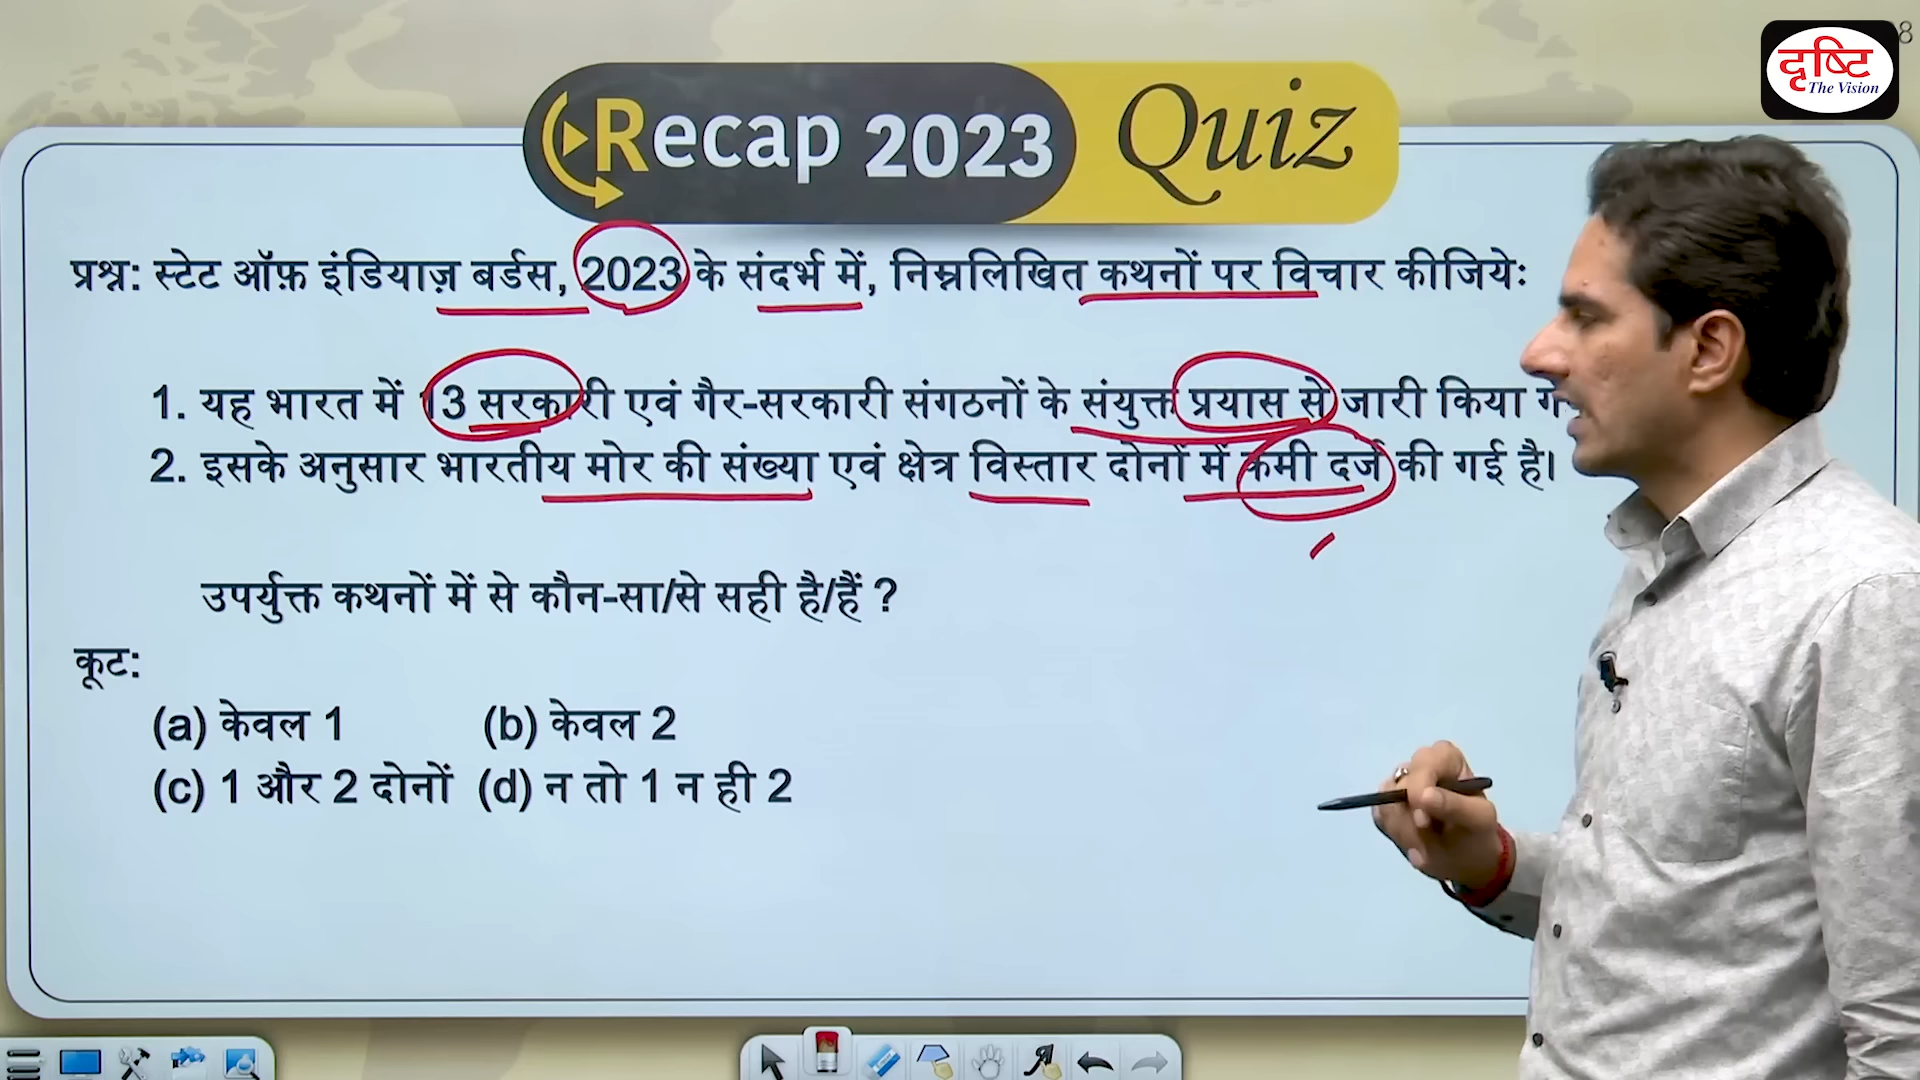 8
दृष्टि
The Vision
Recap 2023 Quiz
प्रश्न: स्टेट ऑफ़ इंडियाज़ बर्डस, 2023 के संदर्भ में, निम्नलिखित कथनों पर विचार कीजिये:
1. यह भारत में 13 सरकारी एवं गैर-सरकारी संगठनों के संयुक्त प्रयास से जारी किया
2. इसके अनुसार भारतीय मोर की संख्या एवं क्षेत्र विस्तार दोनों में कमी दर्ज की गई है।
उपर्युक्त कथनों में से कौन-सा/से सही है/हैं ?
कूट:
(a) केवल 1 (b) केवल 2
(c) 1 और 2 दोनों (d) न तो 1 न ही 2